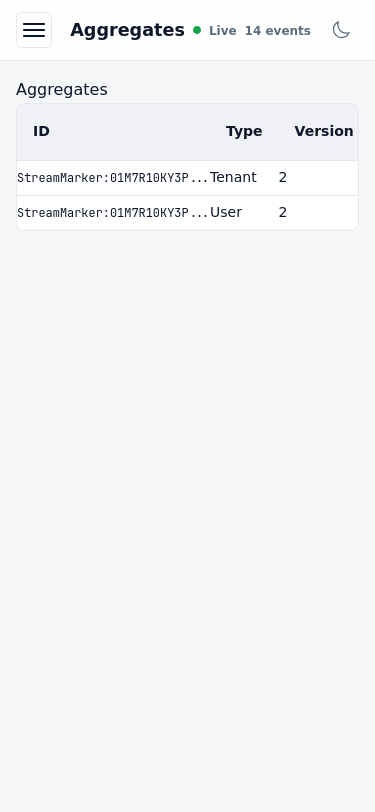 Aggregates Live 14 events
Aggregates
ID Type Version
StreamMarker:01M7R10KY3P... Tenant 2
StreamMarker:01M7R10KY3P... User 2